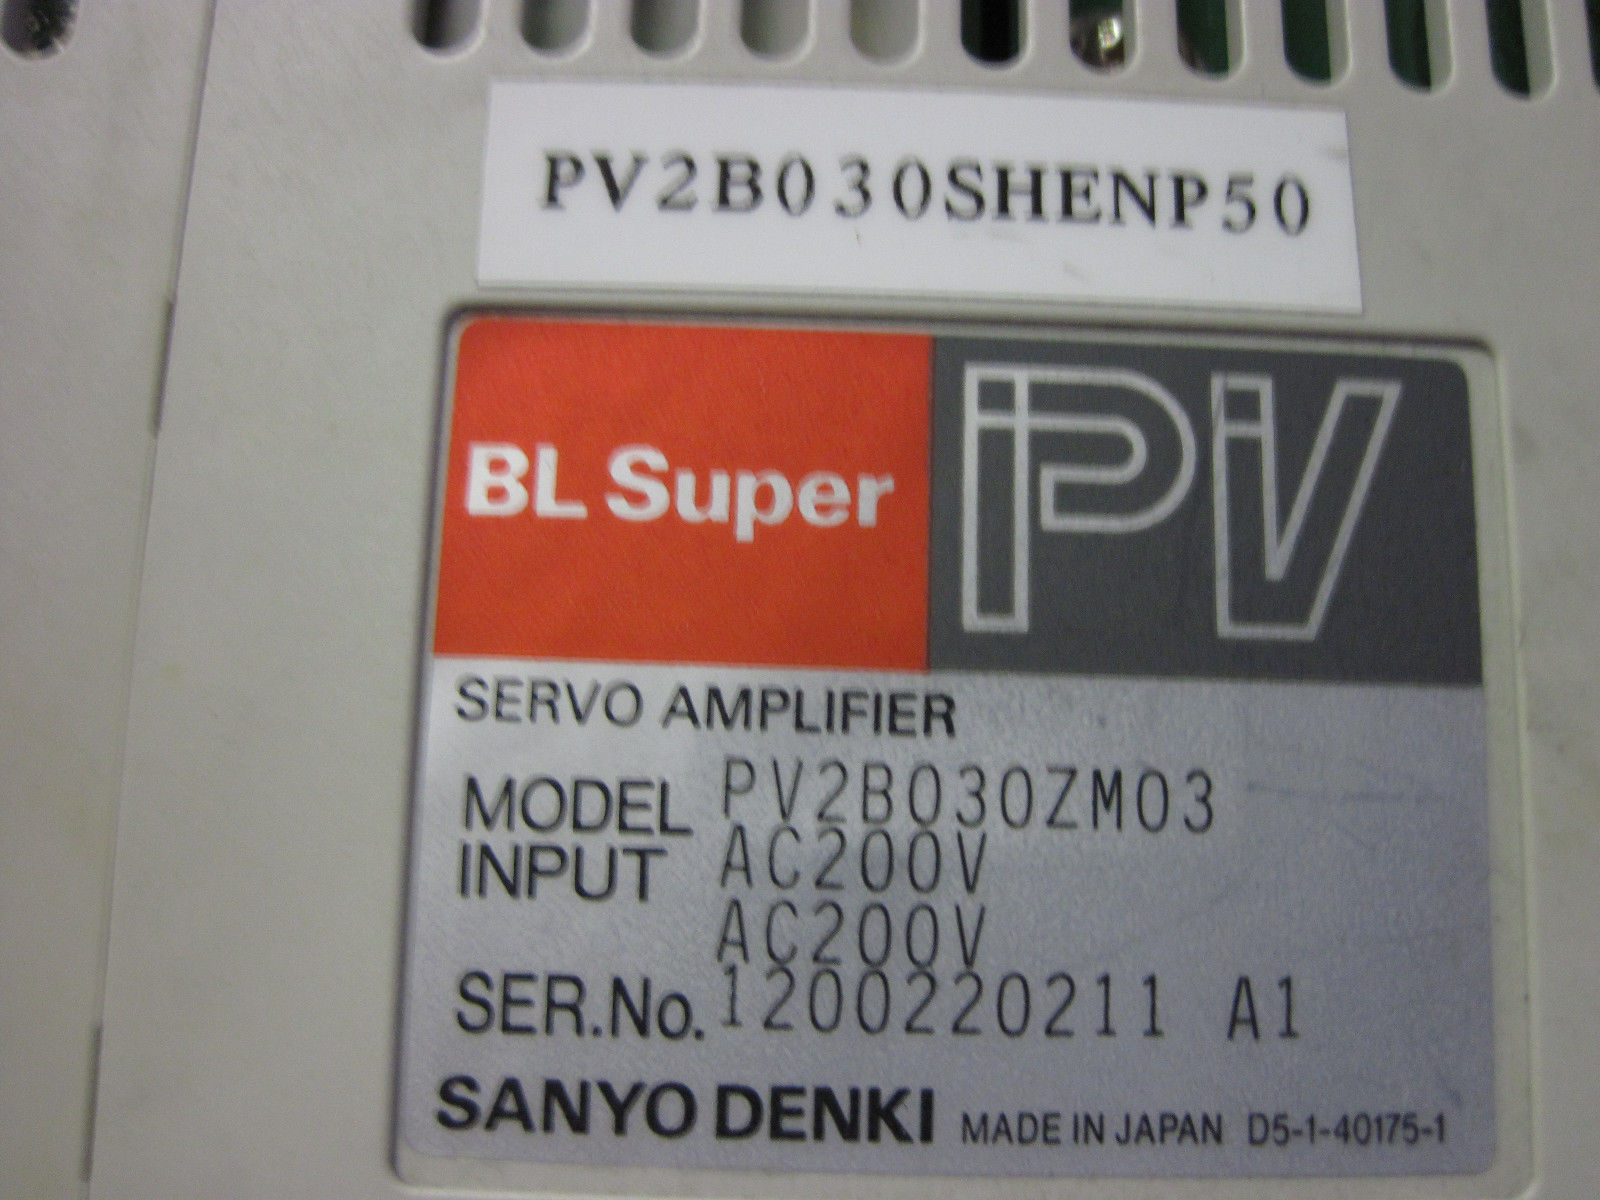 PV2B030SHENP50
BL Super PV
SERVO AMPLIFIER
MODEL PV2B030ZM03
INPUT AC200V
AC200V
SER.No. 1200220211 A1
SANYO DENKI MADE IN JAPAN D5-1-40175-1